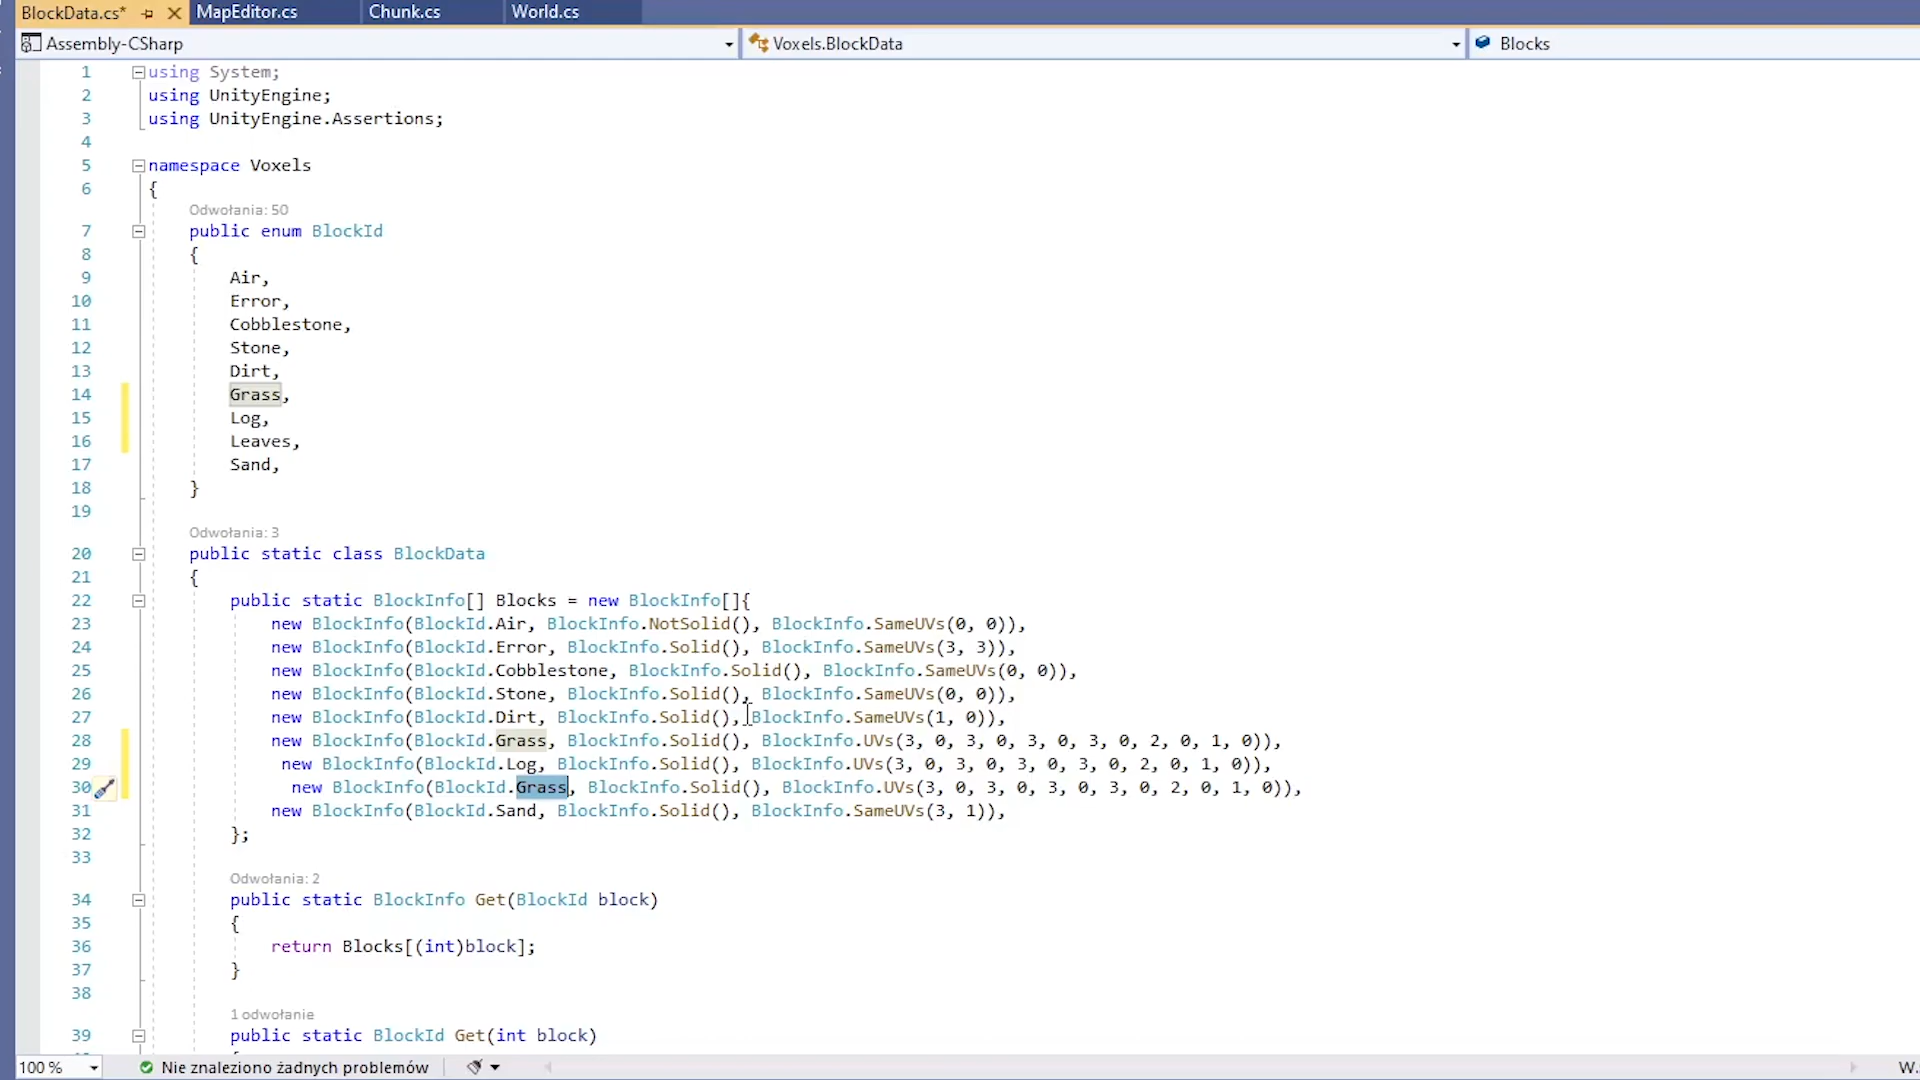 BlockData.cs* MapEditor.cs Chunk.cs World.cs
Assembly-CSharp Voxels.BlockData Blocks
1 using System;
2 using UnityEngine;
3 using UnityEngine.Assertions;
4
5 namespace Voxels
6 {
Odwołania: 50
7 public enum BlockId
8 {
9 Air,
10 Error,
11 Cobblestone,
12 Stone,
13 Dirt,
14 Grass,
15 Log,
16 Leaves,
17 Sand,
18 }
19
Odwołania: 3
20 public static class BlockData
21 {
22 public static BlockInfo[] Blocks = new BlockInfo[]{
23 new BlockInfo(BlockId.Air, BlockInfo.NotSolid(), BlockInfo.SameUVs(0, 0)),
24 new BlockInfo(BlockId.Error, BlockInfo.Solid(), BlockInfo.SameUVs(3, 3)),
25 new BlockInfo(BlockId.Cobblestone, BlockInfo.Solid(), BlockInfo.SameUVs(0, 0)),
26 new BlockInfo(BlockId.Stone, BlockInfo.Solid(), BlockInfo.SameUVs(0, 0)),
27 new BlockInfo(BlockId.Dirt, BlockInfo.Solid(), BlockInfo.SameUVs(1, 0)),
28 new BlockInfo(BlockId.Grass, BlockInfo.Solid(), BlockInfo.UVs(3, 0, 3, 0, 3, 0, 3, 0, 2, 0, 1, 0)),
29 new BlockInfo(BlockId.Log, BlockInfo.Solid(), BlockInfo.UVs(3, 0, 3, 0, 3, 0, 3, 0, 2, 0, 1, 0)),
30 new BlockInfo(BlockId.Grass, BlockInfo.Solid(), BlockInfo.UVs(3, 0, 3, 0, 3, 0, 3, 0, 2, 0, 1, 0)),
31 new BlockInfo(BlockId.Sand, BlockInfo.Solid(), BlockInfo.SameUVs(3, 1)),
32 };
33
Odwołania: 2
34 public static BlockInfo Get(BlockId block)
35 {
36 return Blocks[(int)block];
37 }
38
1 odwołanie
39 public static BlockId Get(int block)
100 % Nie znaleziono żadnych problemów W.